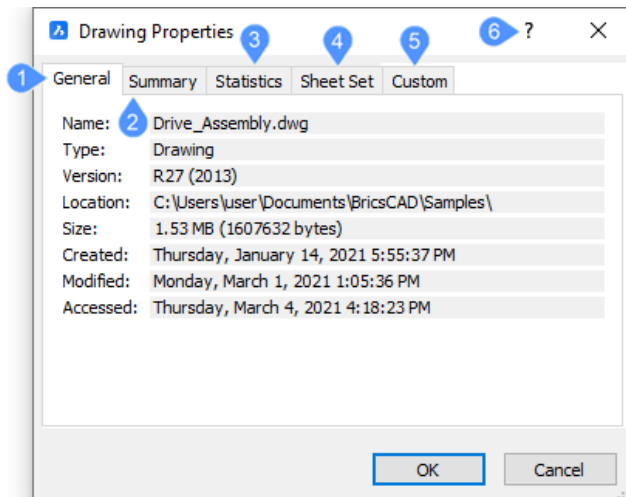 Drawing Properties 3 4 5 6 ? X
1 General Summary Statistics Sheet Set Custom
2
Name: Drive_Assembly.dwg
Type: Drawing
Version: R27 (2013)
Location: C:\Users\user\Documents\BricsCAD\Samples\
Size: 1.53 MB (1607632 bytes)
Created: Thursday, January 14, 2021 5:55:37 PM
Modified: Monday, March 1, 2021 1:05:36 PM
Accessed: Thursday, March 4, 2021 4:18:23 PM
OK Cancel